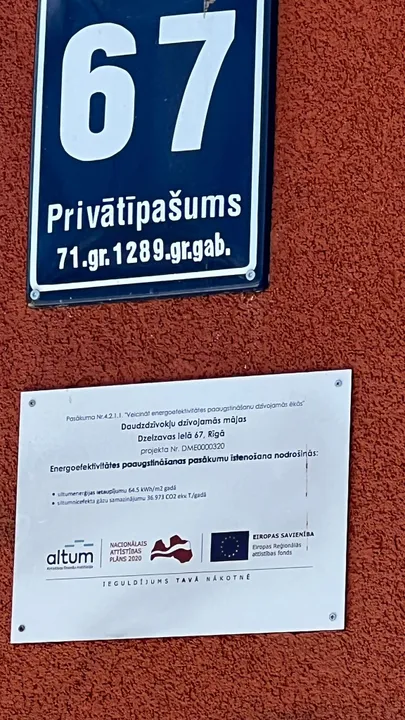 67
Privātīpašums
71.gr.1289.gr.gab.
Pasākuma Nr.4.2.1.1. "Veicināt energoefektivitātes paaugstināšanu dzīvojamās ēkās"
Daudzdzīvokļu dzīvojamās mājas
Dzelzavas ielā 67, Rīgā
projekta Nr. DME0000320
Energoefektivitātes paaugstināšanas pasākumu īstenošana nodrošinās:
• siltumenerģijas ietaupījumu 64.5 kWh/m2 gadā
• siltumnīcefekta gāzu samazinājumu 36.973 CO2 ekv.T/gadā
altum
NACIONĀLAIS
ATTĪSTĪBAS
PLĀNS 2020
EIROPAS SAVIENĪBA
Eiropas Reģionālās
attīstības fonds
IEGULDĪJUMS TAVĀ NĀKOTNĒ